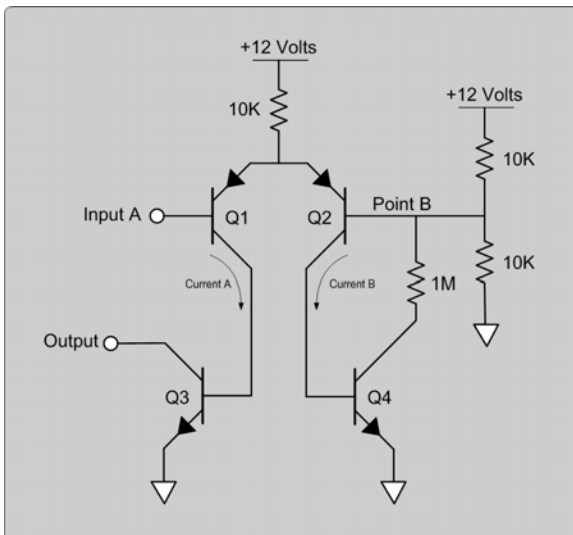 +12 Volts
+12 Volts
10K
10K
Input A
Q1
Q2
Point B
10K
Current A
Current B
1M
Output
Q3
Q4